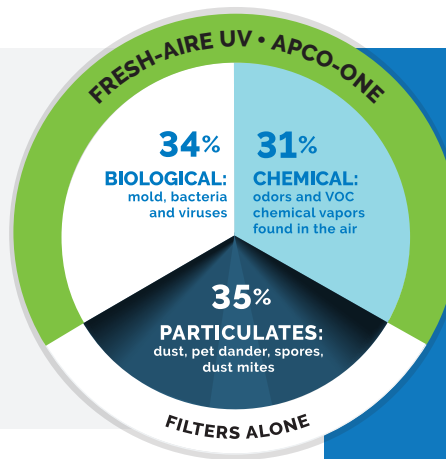 FRESH-AIRE UV • APCO-ONE
34%
BIOLOGICAL:
mold, bacteria
and viruses
31%
CHEMICAL:
odors and VOC
chemical vapors
found in the air
35%
PARTICULATES:
dust, pet dander, spores,
dust mites
FILTERS ALONE